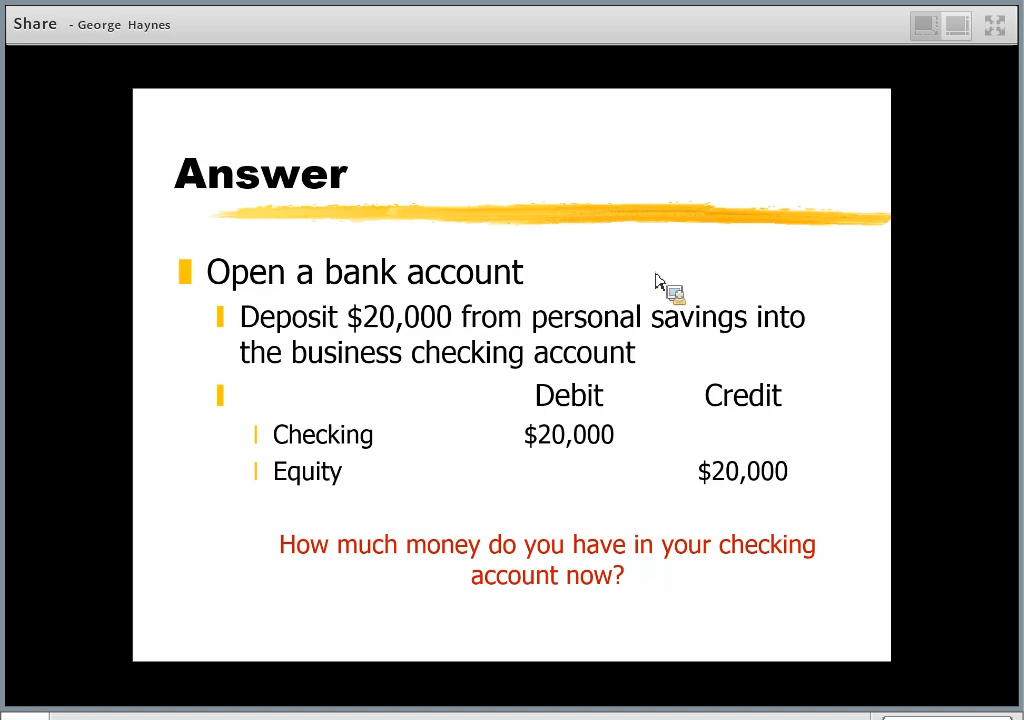 Share - George Haynes
Answer
Open a bank account
Deposit $20,000 from personal savings into
the business checking account
Debit Credit
Checking $20,000
Equity $20,000
How much money do you have in your checking
account now?